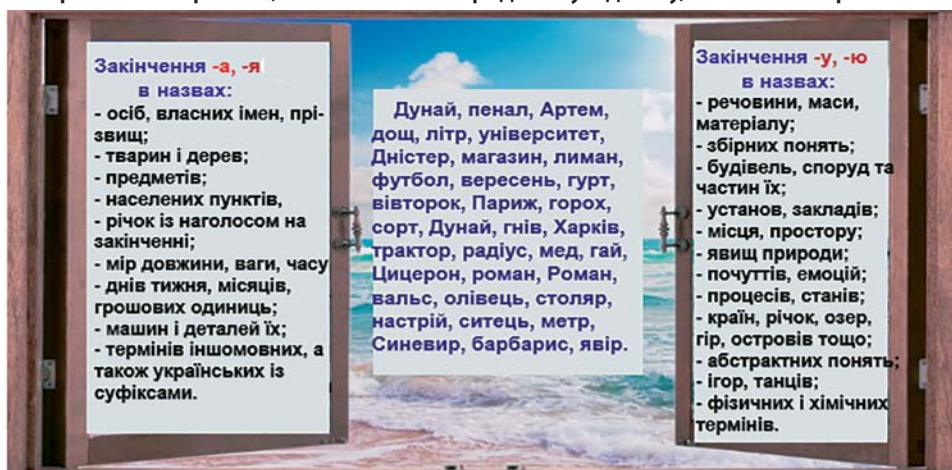 Закінчення -а, -я
в назвах:
- осіб, власних імен, прі-
звищ;
- тварин і дерев;
- предметів;
- населених пунктів,
- річок із наголосом на
закінченні;
- мір довжини, ваги, часу
- днів тижня, місяців,
грошових одиниць;
- машин і деталей їх;
- термінів іншомовних, а
також українських із
суфіксами.
Дунай, пенал, Артем,
дощ, літр, університет,
Дністер, магазин, лиман,
футбол, вересень, гурт,
вівторок, Париж, горох,
сорт, Дунай, гнів, Харків,
трактор, радіус, мед, гай,
Цицерон, роман, Роман,
вальс, олівець, столяр,
настрій, ситець, метр,
Синевир, барбарис, явір.
Закінчення -у, -ю
в назвах:
- речовини, маси,
матеріалу;
- збірних понять;
- будівель, споруд та
частин їх;
- установ, закладів;
- місця, простору;
- явищ природи;
- почуттів, емоцій;
- процесів, станів;
- країн, річок, озер,
гір, островів тощо;
- абстрактних понять;
- ігор, танців;
- фізичних і хімічних
термінів.